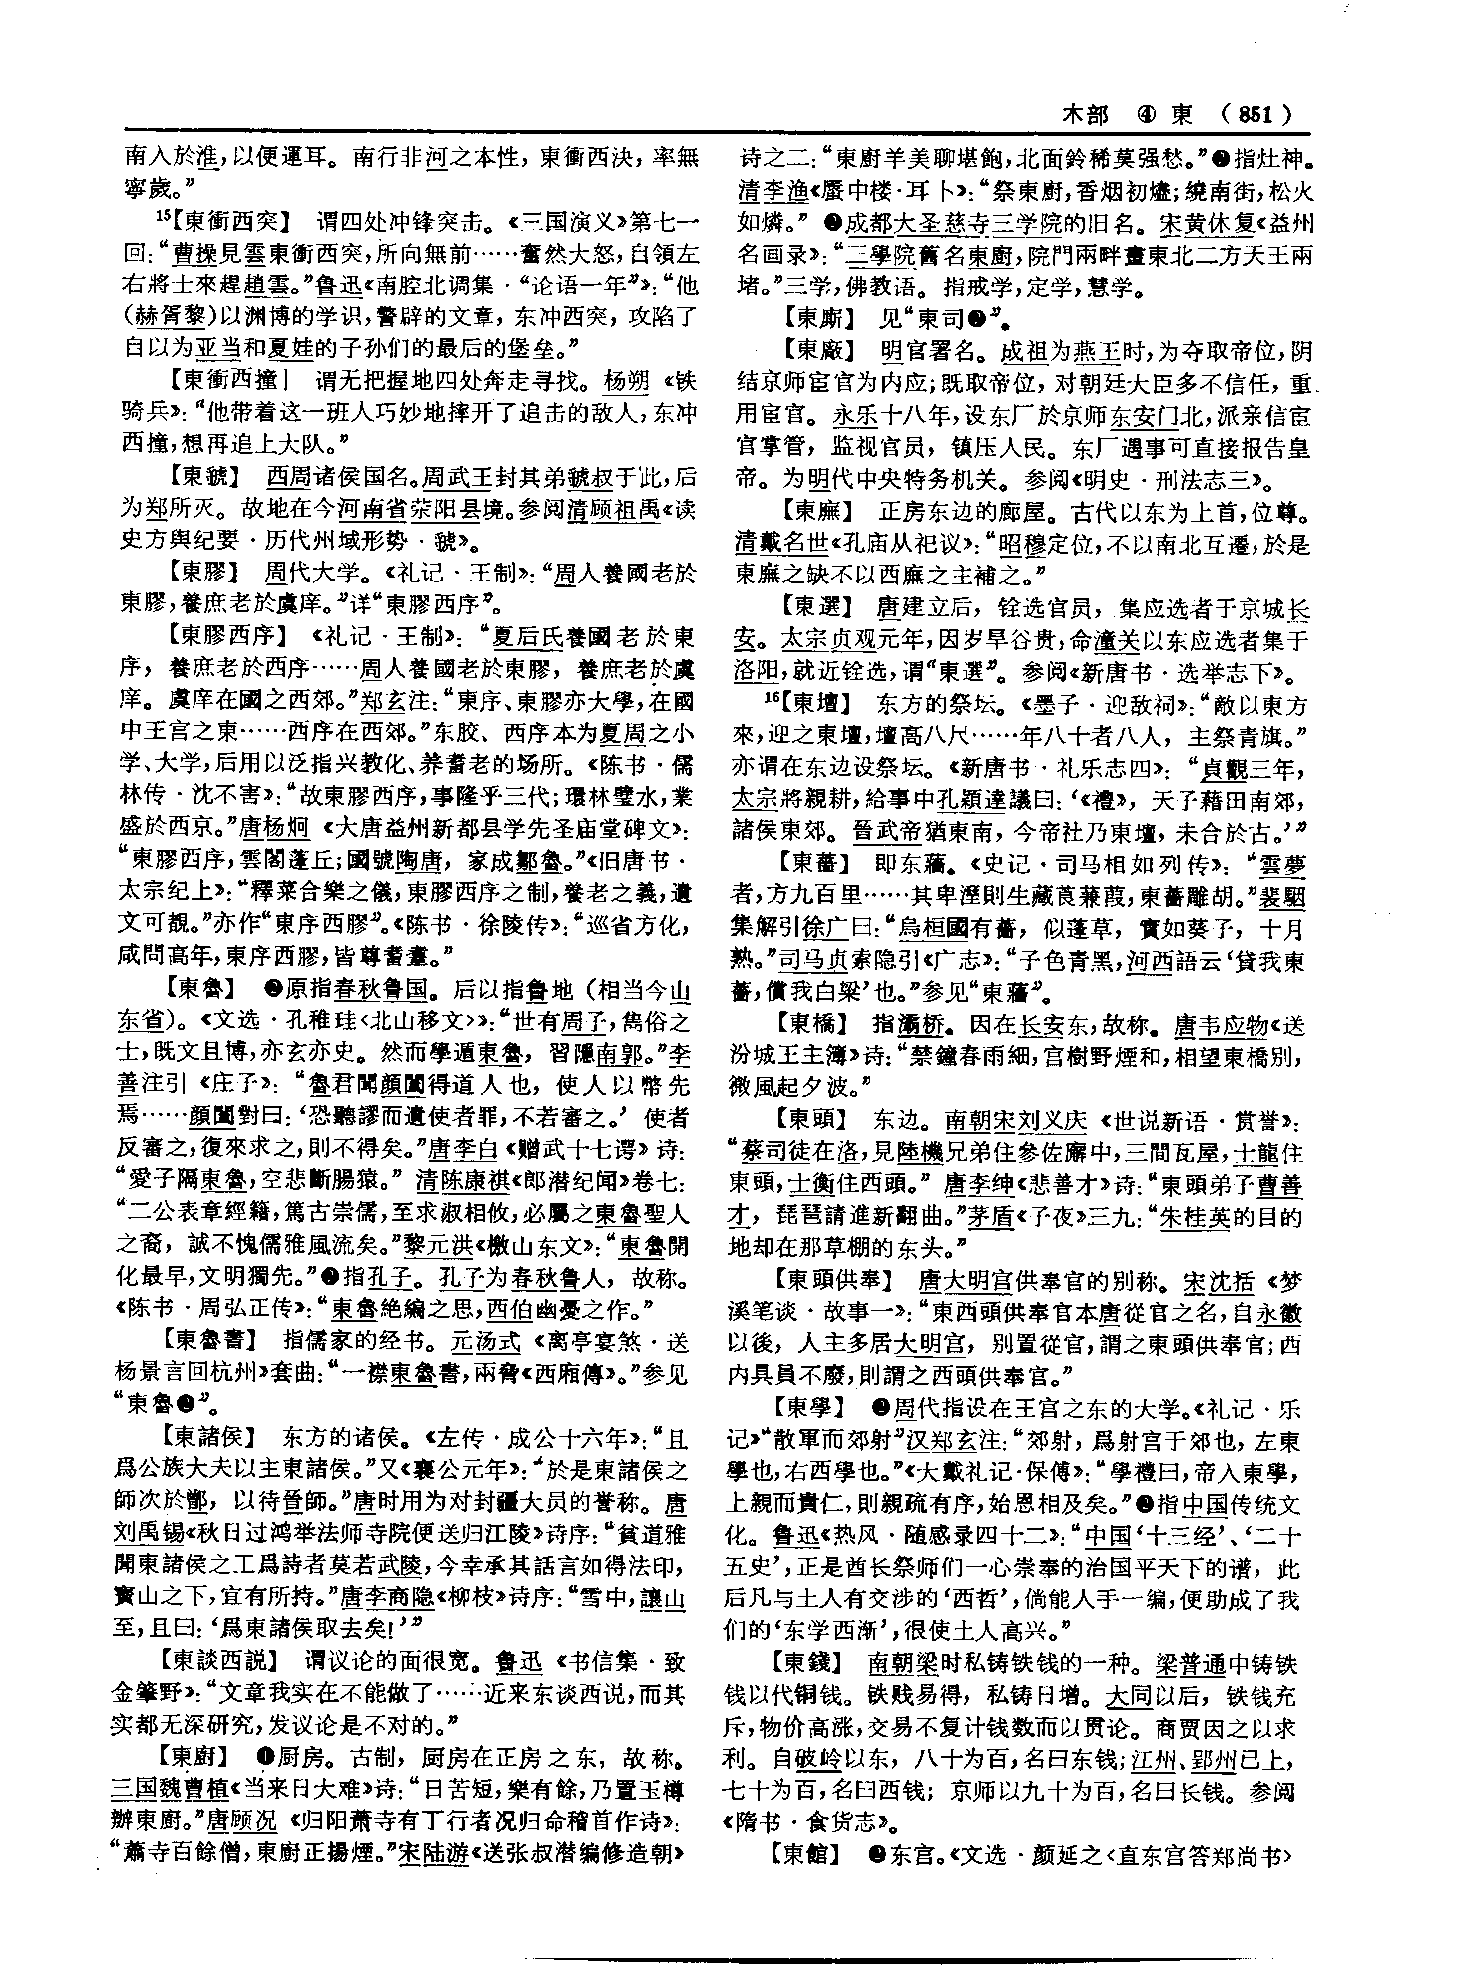 木部 ④ 東 （851）
南入於淮，以便運耳。南行非河之本性，東衝西決，率無
寧歲。”
15【東衝西突】 谓四处冲锋突击。《三国演义》第七一
回：“曹操見雲東衝西突，所向無前……奮然大怒，自領左
右將士來趕趙雲。”鲁迅《南腔北调集·“论语一年”》：“他
（赫胥黎）以渊博的学识，警辟的文章，东冲西突，攻陷了
自以为亚当和夏娃的子孙们的最后的堡垒。”
【東衝西撞】 谓无把握地四处奔走寻找。杨朔《铁
骑兵》：“他带着这一班人巧妙地摔开了追击的敌人，东冲
西撞，想再追上大队。”
【東虢】 西周诸侯国名。周武王封其弟虢叔于此，后
为郑所灭。故地在今河南省荥阳县境。参阅清顾祖禹《读
史方舆纪要·历代州域形势·虢》。
【東膠】 周代大学。《礼记·王制》：“周人養國老於
東膠，養庶老於虞庠。”详“東膠西序”。
【東膠西序】 《礼记·王制》：“夏后氏養國老於東
序，養庶老於西序……周人養國老於東膠，養庶老於虞
庠。虞庠在國之西郊。”郑玄注：“東序、東膠亦大學，在國
中王宫之東……西序在西郊。”东胶、西序本为夏周之小
学、大学，后用以泛指兴教化、养耆老的场所。《陈书·儒
林传·沈不害》：“故東膠西序，事隆乎三代；環林璧水，業
盛於西京。”唐杨炯《大唐益州新都县学先圣庙堂碑文》：
“東膠西序，雲閣蓬丘；國號陶唐，家成鄒魯。”《旧唐书·
太宗纪上》：“釋菜合樂之儀，東膠西序之制，養老之義，遺
文可覩。”亦作“東序西膠”。《陈书·徐陵传》：“巡省方化，
咸問高年，東序西膠，皆尊耆耋。”
【東魯】 ❶原指春秋鲁国。后以指鲁地（相当今山
东省）。《文选·孔稚珪〈北山移文〉》：“世有周子，雋俗之
士，既文且博，亦玄亦史。然而學遁東魯，習隱南郭。”李
善注引《庄子》：“魯君聞顔闔得道人也，使人以幣先
焉……顔闔對曰：‘恐聽謬而遺使者罪，不若審之。’使者
反審之，復來求之，則不得矣。”唐李白《赠武十七谔》诗：
“愛子隔東魯，空悲斷腸猿。”清陈康祺《郎潜纪闻》卷七：
“二公表章經籍，篤古崇儒，至求淑相攸，必屬之東魯聖人
之裔，誠不愧儒雅風流矣。”黎元洪《檄山东文》：“東魯開
化最早，文明獨先。”❷指孔子。孔子为春秋鲁人，故称。
《陈书·周弘正传》：“東魯絶編之思，西伯幽憂之作。”
【東魯書】 指儒家的经书。元汤式《离亭宴煞·送
杨景言回杭州》套曲：“一襟東魯書，兩脅《西廂傳》。”参见
“東魯❶”。
【東諸侯】 东方的诸侯。《左传·成公十六年》：“且
爲公族大夫以主東諸侯。”又《襄公元年》：“於是東諸侯之
師次於鄫，以待晉師。”唐时用为对封疆大员的誉称。唐
刘禹锡《秋日过鸿举法师寺院便送归江陵》诗序：“貧道雅
聞東諸侯之工爲詩者莫若武陵，今幸承其話言如得法印，
寳山之下，宜有所持。”唐李商隐《柳枝》诗序：“雪中，讓山
至，且曰：‘爲東諸侯取去矣！’”
【東談西説】 谓议论的面很宽。鲁迅《书信集·致
金肇野》：“文章我实在不能做了……近来东谈西说，而其
实都无深研究，发议论是不对的。”
【東廚】 ❶厨房。古制，厨房在正房之东，故称。
三国魏曹植《当来日大难》诗：“日苦短，樂有餘，乃置玉樽
辦東廚。”唐顾况《归阳萧寺有丁行者况归命稽首作诗》：
“蕭寺百餘僧，東廚正揚煙。”宋陆游《送张叔潜编修造朝》
诗之二：“東廚羊美聊堪飽，北面鈴稀莫强愁。”❷指灶神。
清李渔《蜃中楼·耳卜》：“祭東廚，香烟初燼；繞南街，松火
如燐。”❸成都大圣慈寺三学院的旧名。宋黄休复《益州
名画录》：“三學院舊名東廚，院門兩畔畫東北二方天王兩
堵。”三学，佛教语。指戒学，定学，慧学。
【東厮】 见“東司❷”。
【東廠】 明官署名。成祖为燕王时，为夺取帝位，阴
结京师宦官为内应；既取帝位，对朝廷大臣多不信任，重
用宦官。永乐十八年，设东厂於京师东安门北，派亲信宦
官掌管，监视官员，镇压人民。东厂遇事可直接报告皇
帝。为明代中央特务机关。参阅《明史·刑法志三》。
【東廡】 正房东边的廊屋。古代以东为上首，位尊。
清戴名世《孔庙从祀议》：“昭穆定位，不以南北互遷，於是
東廡之缺不以西廡之主補之。”
【東選】 唐建立后，铨选官员，集应选者于京城长
安。太宗贞观元年，因岁旱谷贵，命潼关以东应选者集于
洛阳，就近铨选，谓“東選”。参阅《新唐书·选举志下》。
16【東壇】 东方的祭坛。《墨子·迎敌祠》：“敵以東方
來，迎之東壇，壇高八尺……年八十者八人，主祭青旗。”
亦谓在东边设祭坛。《新唐书·礼乐志四》：“貞觀三年，
太宗將親耕，給事中孔穎達議曰：‘《禮》，天子藉田南郊，
諸侯東郊。晉武帝猶東南，今帝社乃東壇，未合於古。’”
【東薔】 即东蘠。《史记·司马相如列传》：“雲夢
者，方九百里……其卑溼則生藏莨蒹葭，東薔雕胡。”裴駰
集解引徐广曰：“烏桓國有薔，似蓬草，實如葵子，十月
熟。”司马贞索隐引《广志》：“子色青黑，河西語云‘貸我東
薔，償我白粱’也。”参见“東蘠”。
【東橋】 指灞桥。因在长安东，故称。唐韦应物《送
汾城王主簿》诗：“禁鐘春雨細，宫樹野煙和，相望東橋别，
微風起夕波。”
【東頭】 东边。南朝宋刘义庆《世说新语·赏誉》：
“蔡司徒在洛，見陸機兄弟住參佐廨中，三間瓦屋，士龍住
東頭，士衡住西頭。”唐李绅《悲善才》诗：“東頭弟子曹善
才，琵琶請進新翻曲。”茅盾《子夜》三九：“朱桂英的目的
地却在那草棚的东头。”
【東頭供奉】 唐大明宫供奉官的别称。宋沈括《梦
溪笔谈·故事一》：“東西頭供奉官本唐從官之名，自永徽
以後，人主多居大明宫，别置從官，謂之東頭供奉官；西
内具員不廢，則謂之西頭供奉官。”
【東學】 ❶周代指设在王宫之东的大学。《礼记·乐
记》“散軍而郊射”汉郑玄注：“郊射，爲射宫于郊也，左東
學也，右西學也。”《大戴礼记·保傅》：“學禮曰，帝入東學，
上親而貴仁，則親疏有序，始恩相及矣。”❷指中国传统文
化。鲁迅《热风·随感录四十二》：“中国‘十三经’、‘二十
五史’，正是酋长祭师们一心崇奉的治国平天下的谱，此
后凡与土人有交涉的‘西哲’，倘能人手一编，便助成了我
们的‘东学西渐’，很使土人高兴。”
【東錢】 南朝梁时私铸铁钱的一种。梁普通中铸铁
钱以代铜钱。铁贱易得，私铸日增。大同以后，铁钱充
斥，物价高涨，交易不复计钱数而以贯论。商贾因之以求
利。自破岭以东，八十为百，名曰东钱；江州、郢州已上，
七十为百，名曰西钱；京师以九十为百，名曰长钱。参阅
《隋书·食货志》。
【東館】 ❶东宫。《文选·颜延之〈直东宫答郑尚书〉